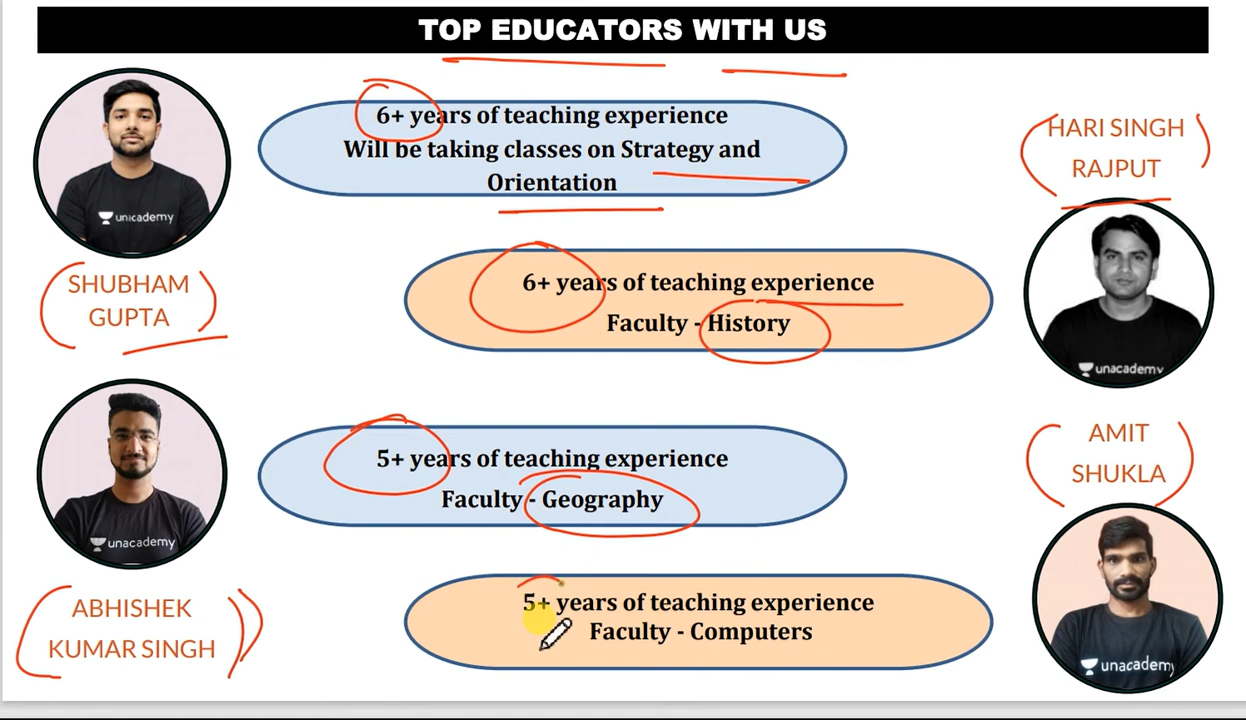 TOP EDUCATORS WITH US
6+ years of teaching experience
Will be taking classes on Strategy and
Orientation
unacademy
SHUBHAM
GUPTA
HARI SINGH
RAJPUT
6+ years of teaching experience
Faculty - History
unacademy
5+ years of teaching experience
Faculty - Geography
unacademy
ABHISHEK
KUMAR SINGH
AMIT
SHUKLA
5+ years of teaching experience
Faculty - Computers
unacademy